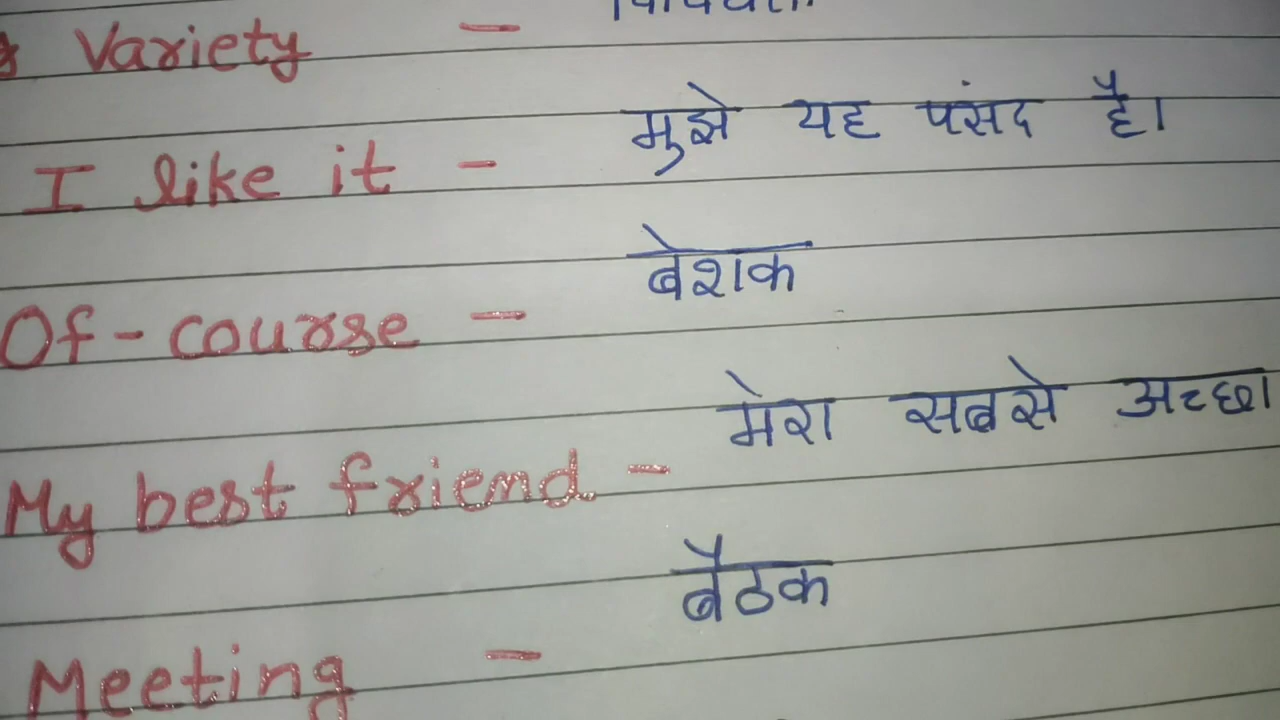 Variety -
I like it - मुझे यह पसंद है।
Of-course - बेशक
My best friend - मेरा सबसे अच्छा
Meeting - बैठक